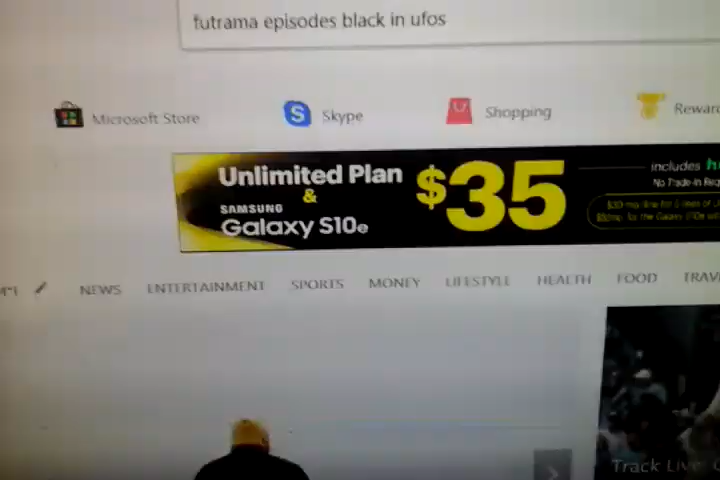 futrama episodes black in ufos
Microsoft Store
Skype
Shopping
Unlimited Plan
&
SAMSUNG
Galaxy S10e
$35
includes
No Trade-In
NEWS
ENTERTAINMENT
SPORTS
MONEY
LIFESTYLE
HEALTH
FOOD
Track